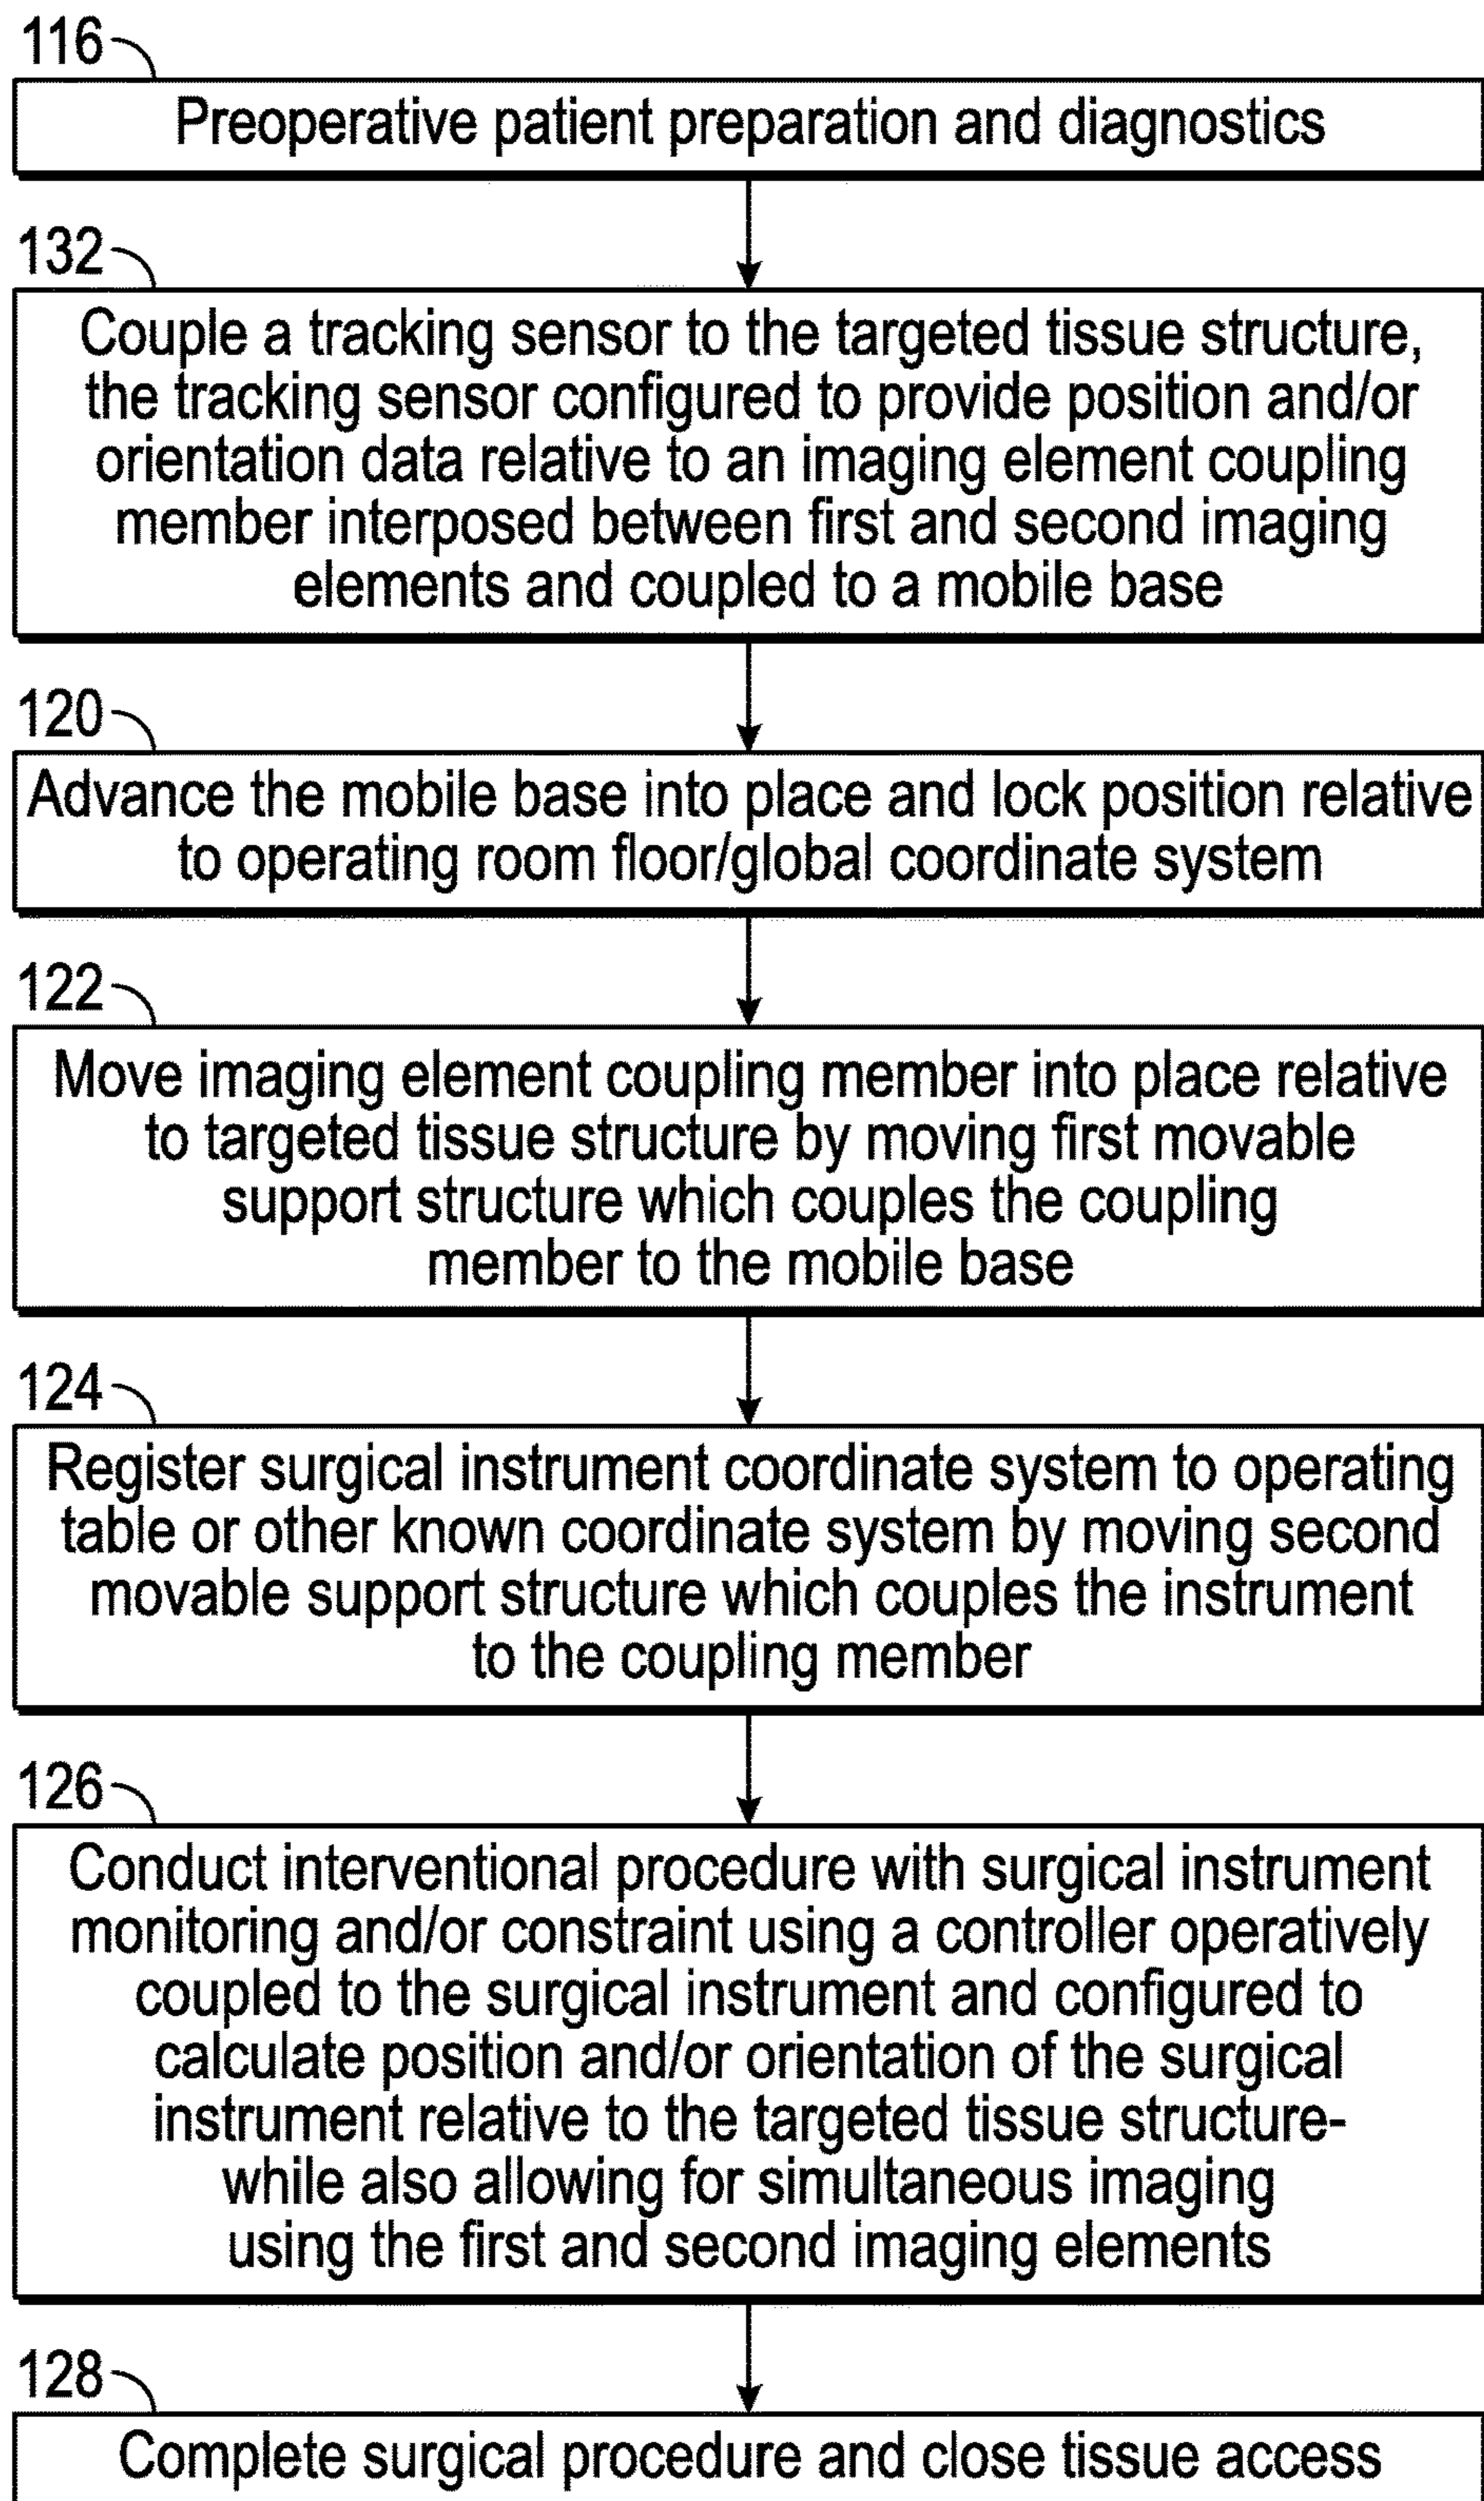 116
Preoperative patient preparation and diagnostics
132
Couple a tracking sensor to the targeted tissue structure,
the tracking sensor configured to provide position and/or
orientation data relative to an imaging element coupling
member interposed between first and second imaging
elements and coupled to a mobile base
120
Advance the mobile base into place and lock position relative
to operating room floor/global coordinate system
122
Move imaging element coupling member into place relative
to targeted tissue structure by moving first movable
support structure which couples the coupling
member to the mobile base
124
Register surgical instrument coordinate system to operating
table or other known coordinate system by moving second
movable support structure which couples the instrument
to the coupling member
126
Conduct interventional procedure with surgical instrument
monitoring and/or constraint using a controller operatively
coupled to the surgical instrument and configured to
calculate position and/or orientation of the surgical
instrument relative to the targeted tissue structure-
while also allowing for simultaneous imaging
using the first and second imaging elements
128
Complete surgical procedure and close tissue access